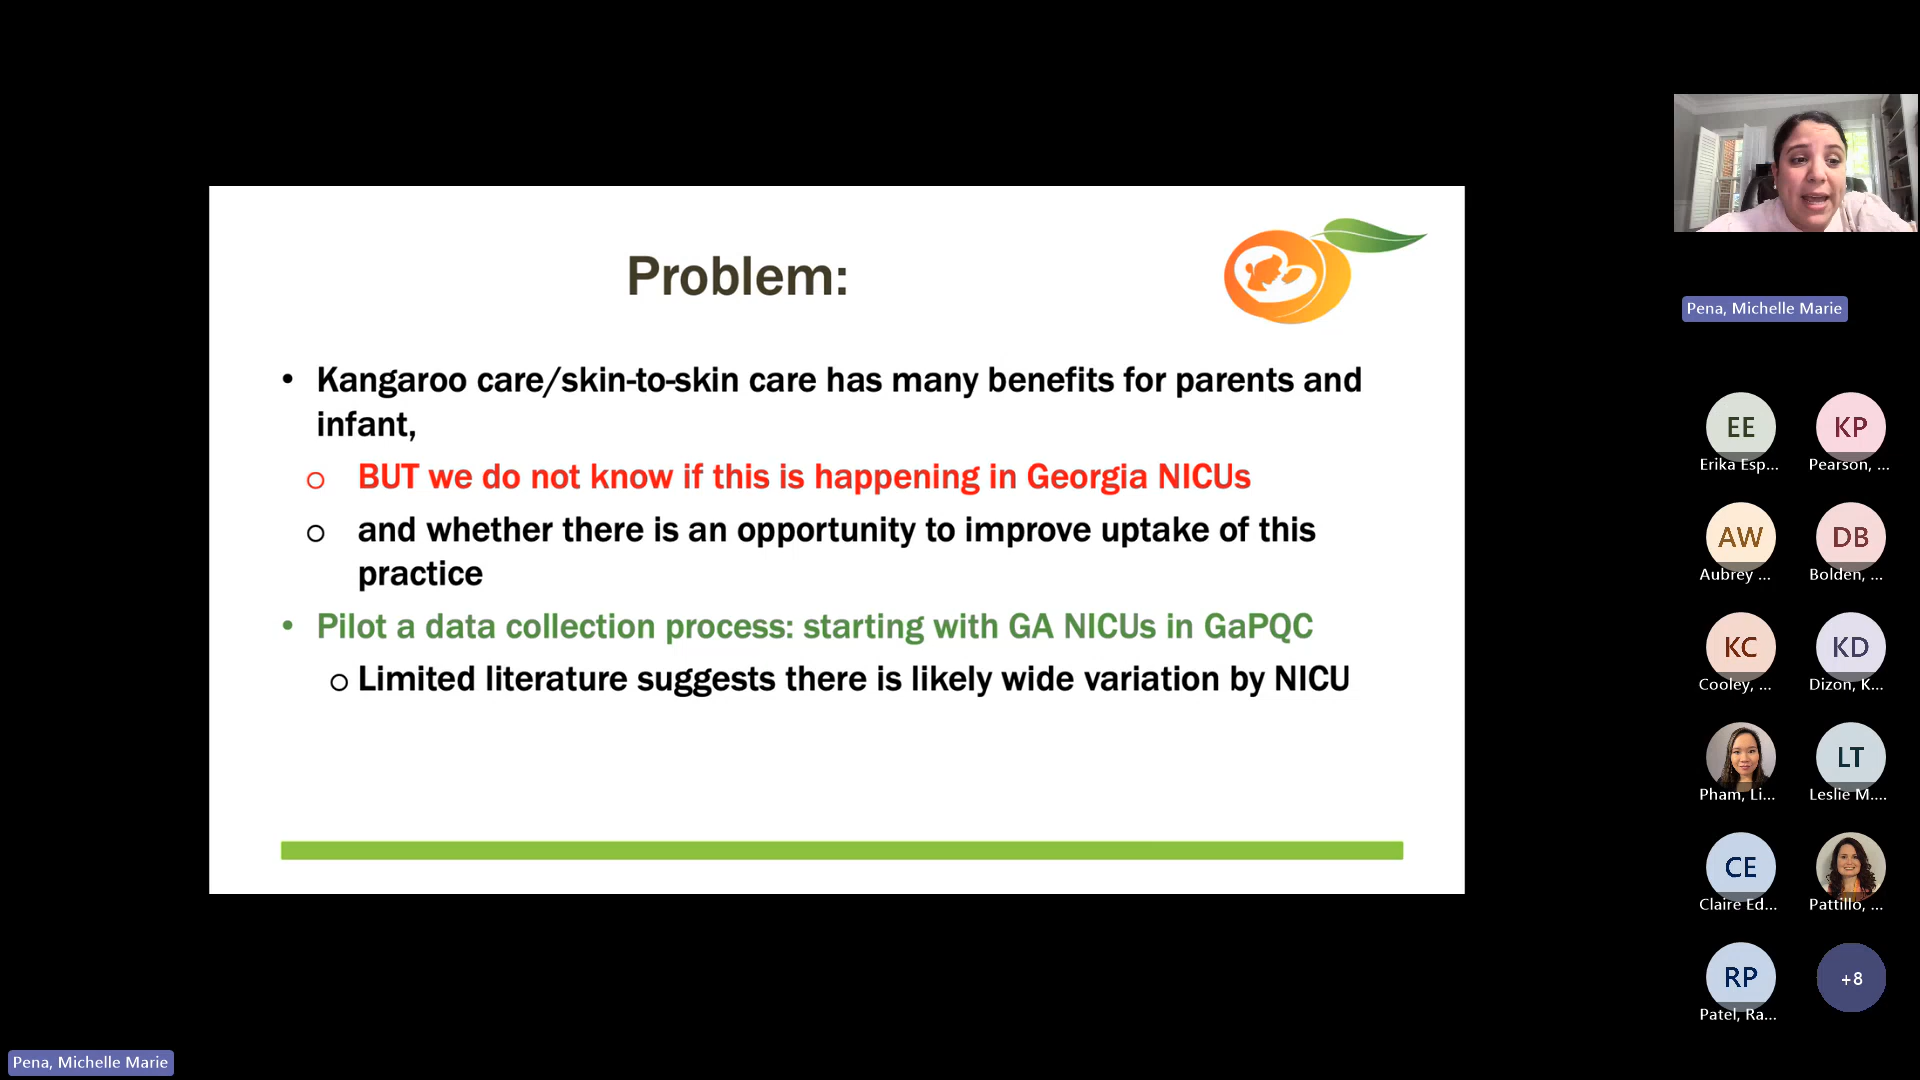 Problem:
• Kangaroo care/skin-to-skin care has many benefits for parents and
infant,
o BUT we do not know if this is happening in Georgia NICUs
o and whether there is an opportunity to improve uptake of this
practice
• Pilot a data collection process: starting with GA NICUs in GaPQC
o Limited literature suggests there is likely wide variation by NICU
Pena, Michelle Marie
EE
Erika Esp...
KP
Pearson, ...
AW
Aubrey ...
DB
Bolden, ...
KC
Cooley, ...
KD
Dizon, K...
Pham, Li...
LT
Leslie M....
CE
Claire Ed...
Pattillo, ...
RP
Patel, Ra...
+8
Pena, Michelle Marie